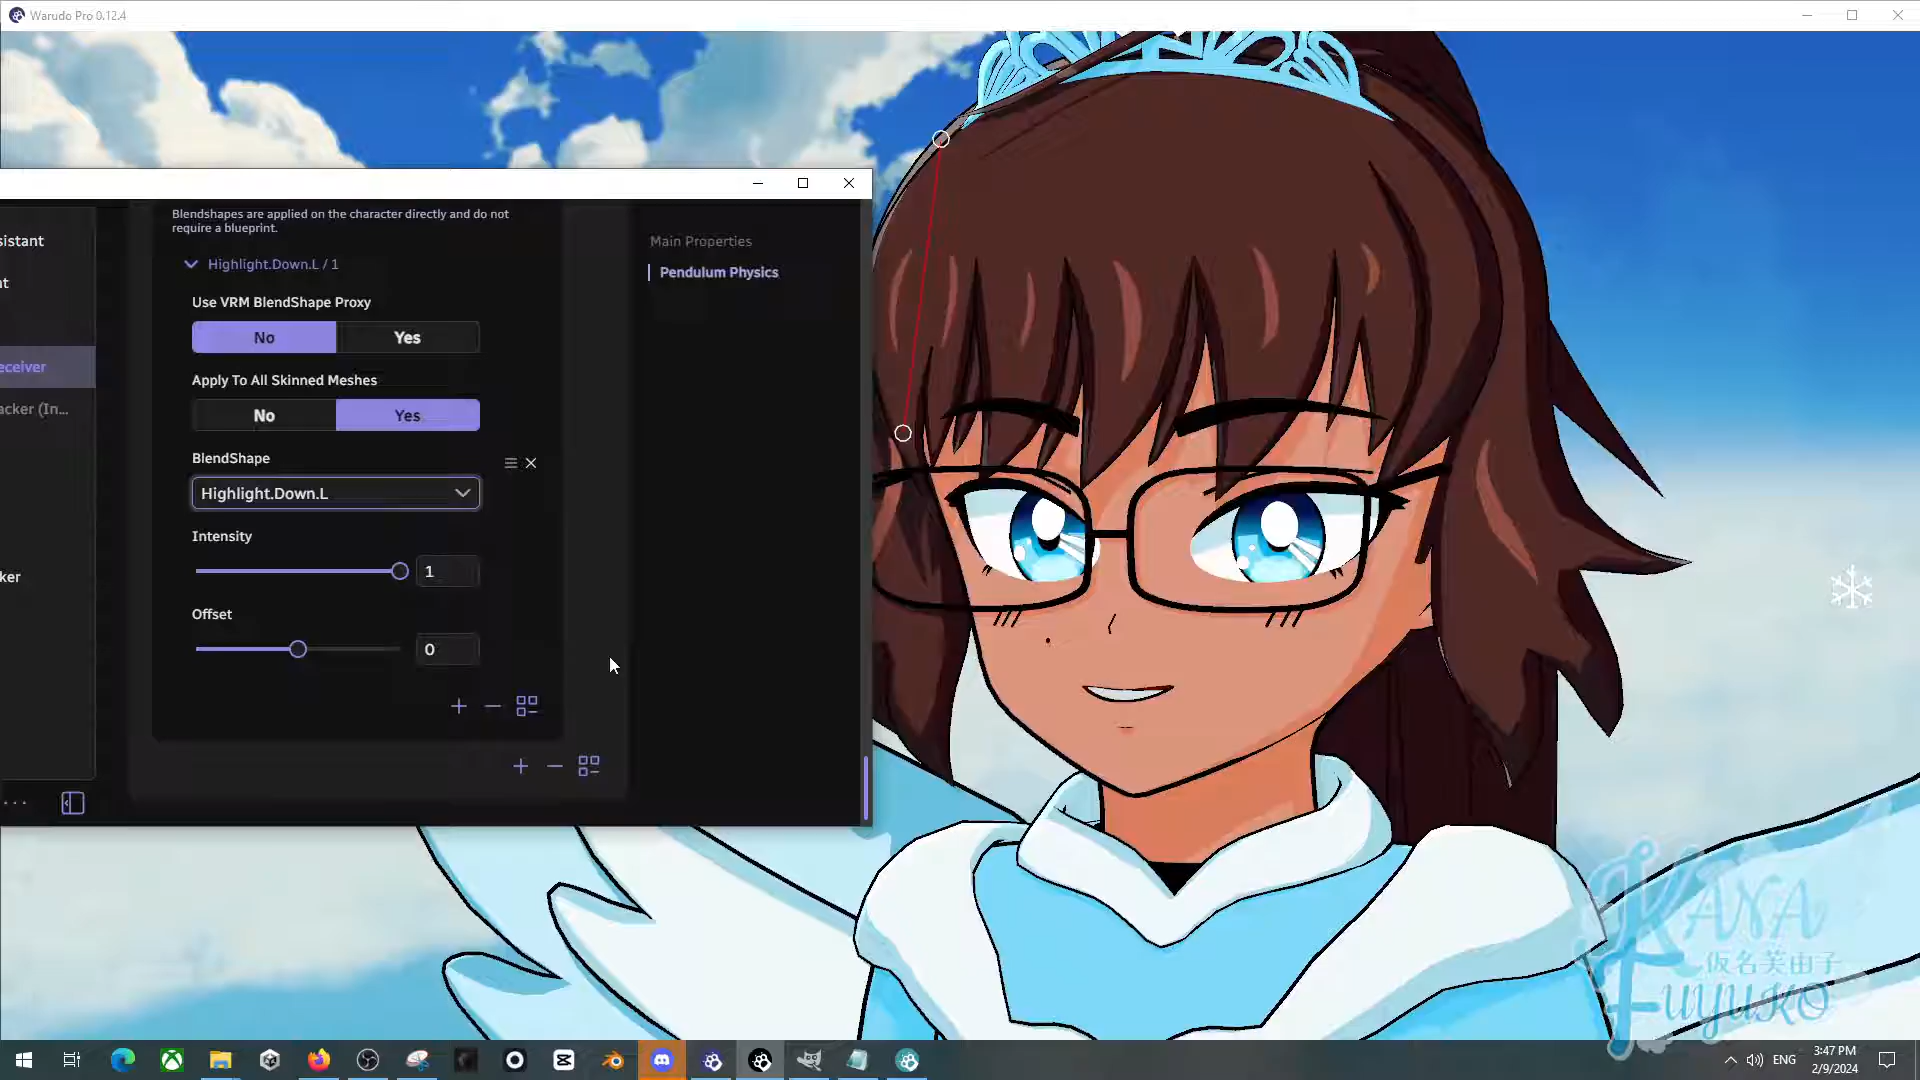 Warudo Pro 0.12.4
Blendshapes are applied on the character directly and do not
require a blueprint.
Highlight.Down.L / 1
Use VRM BlendShape Proxy
No
Yes
Apply To All Skinned Meshes
No
Yes
BlendShape
Highlight.Down.L
Intensity
1
Offset
0
sistant
t
eceiver
acker (In...
ker
Main Properties
Pendulum Physics
KANA
仮名芙由子
FUYUKO
ENG
3:47 PM
2/9/2024